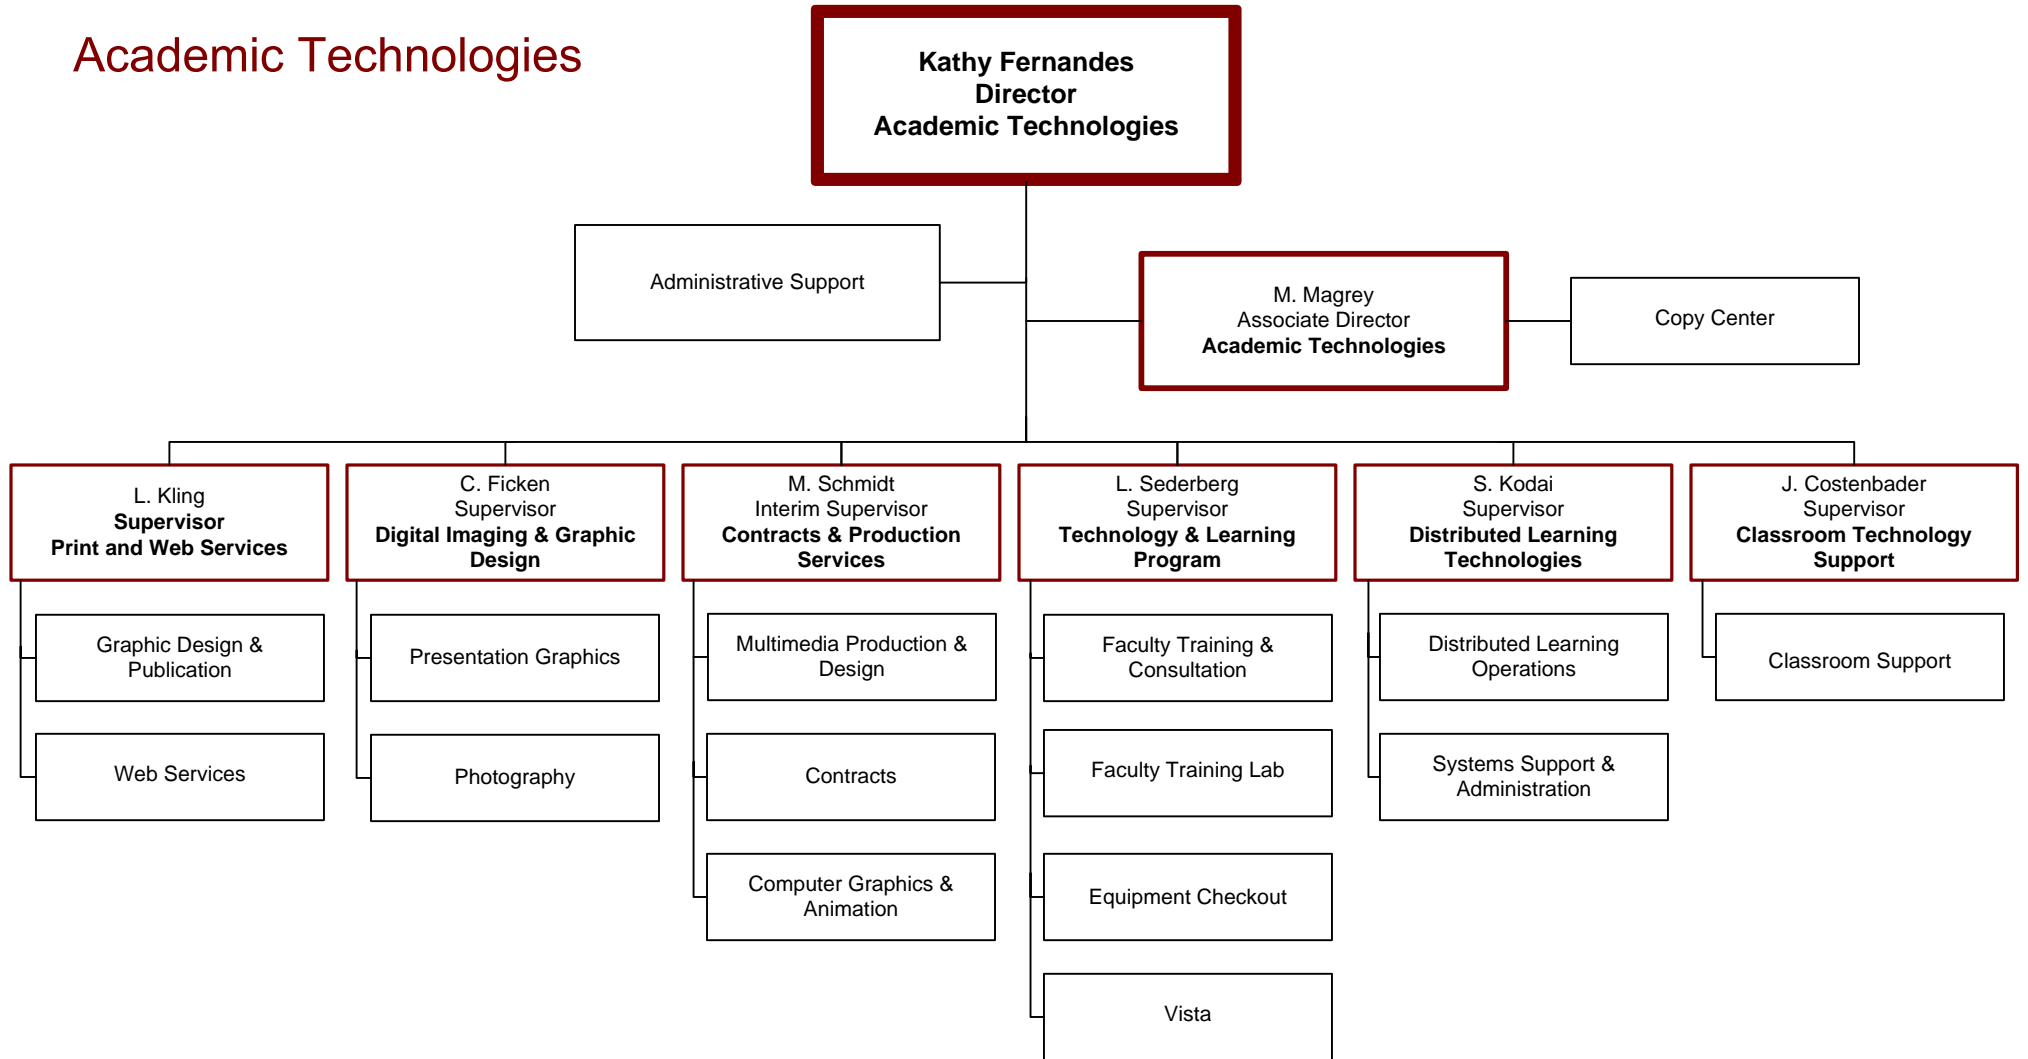 Academic Technologies
Kathy Fernandes
Director
Academic Technologies
Administrative Support
M. Magrey
Associate Director
Academic Technologies
Copy Center
L. Kling
Supervisor
Print and Web Services
C. Ficken
Supervisor
Digital Imaging & Graphic
Design
M. Schmidt
Interim Supervisor
Contracts & Production
Services
L. Sederberg
Supervisor
Technology & Learning
Program
S. Kodai
Supervisor
Distributed Learning
Technologies
J. Costenbader
Supervisor
Classroom Technology
Support
Graphic Design &
Publication
Web Services
Presentation Graphics
Photography
Multimedia Production &
Design
Contracts
Computer Graphics &
Animation
Faculty Training &
Consultation
Faculty Training Lab
Equipment Checkout
Vista
Distributed Learning
Operations
Systems Support &
Administration
Classroom Support